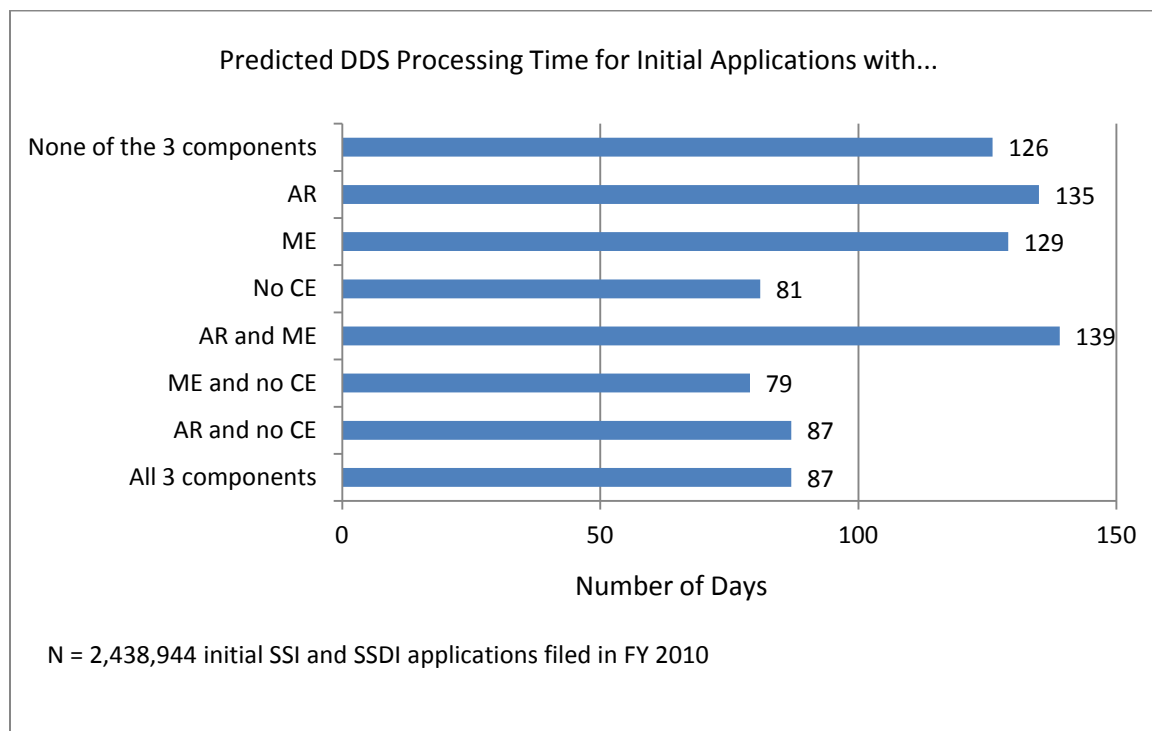 Predicted DDS Processing Time for Initial Applications with...
None of the 3 components 126
AR 135
ME 129
No CE 81
AR and ME 139
ME and no CE 79
AR and no CE 87
All 3 components 87
0 50 100 150
Number of Days
N = 2,438,944 initial SSI and SSDI applications filed in FY 2010